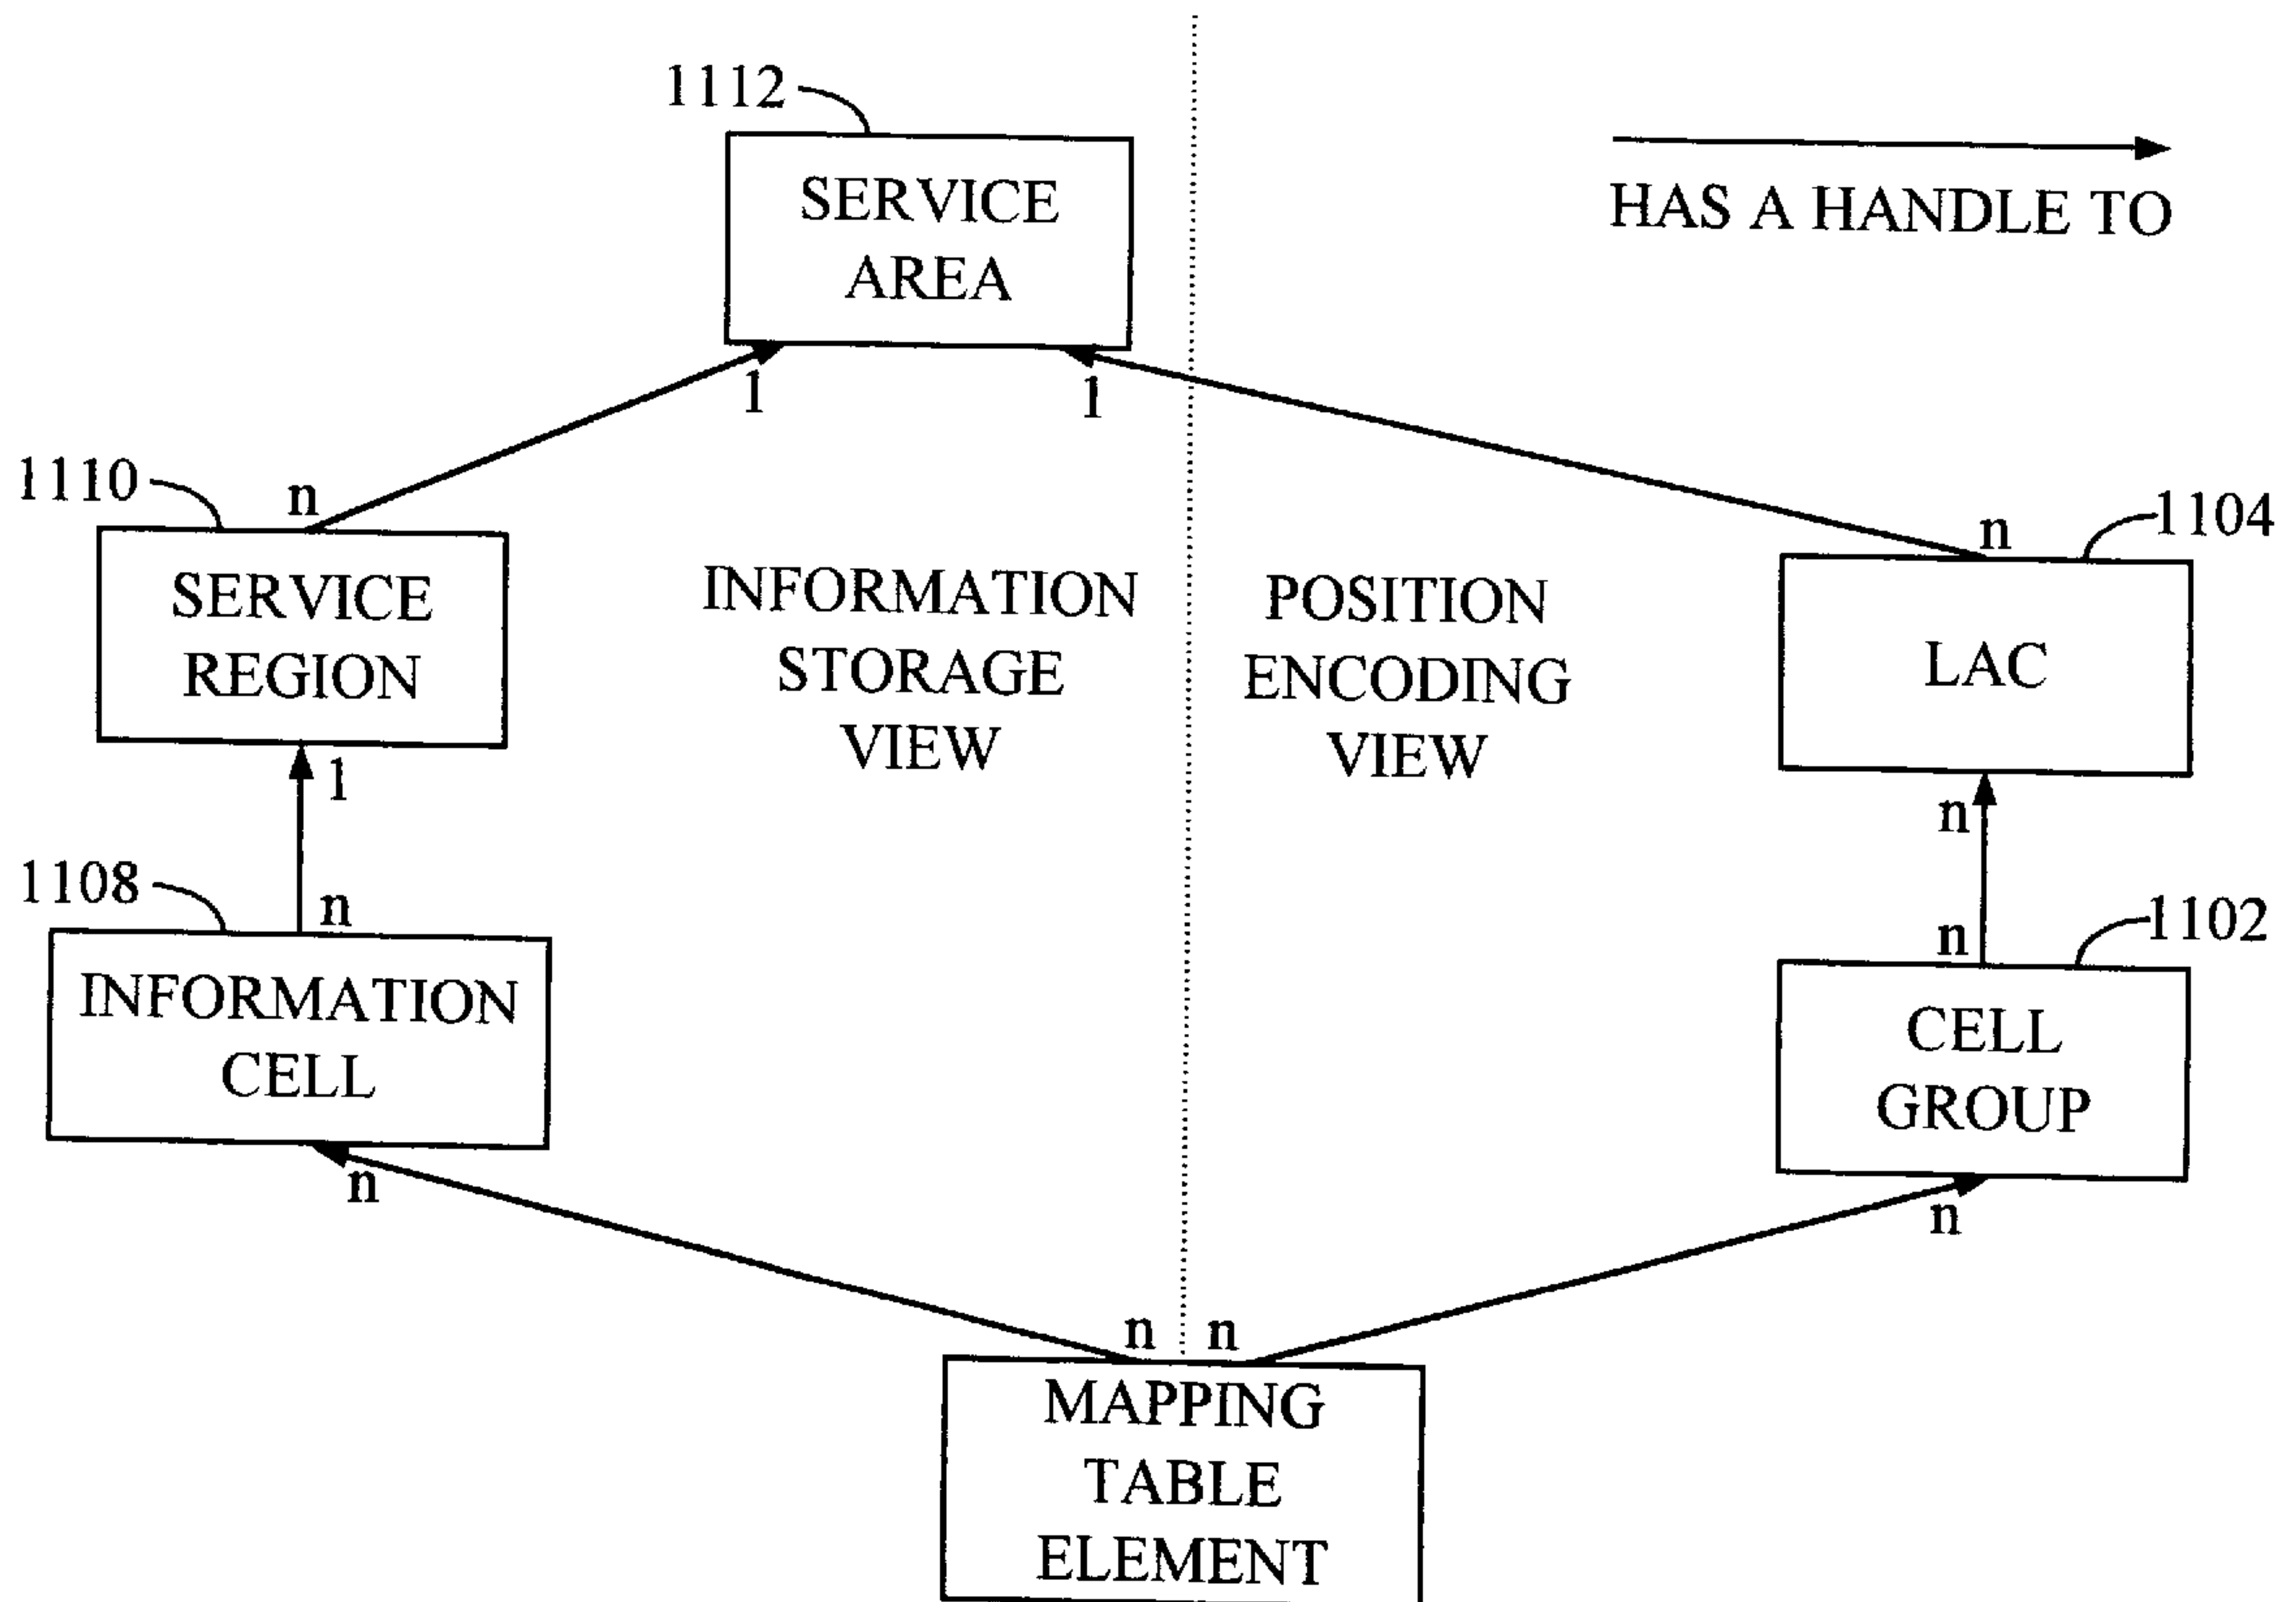 1112
SERVICE
AREA
HAS A HANDLE TO
1
1
1110
n
SERVICE
REGION
INFORMATION
STORAGE
VIEW
POSITION
ENCODING
VIEW
n
1104
LAC
1
n
1108
n
INFORMATION
CELL
n
1102
CELL
GROUP
n
n
n
n
MAPPING
TABLE
ELEMENT